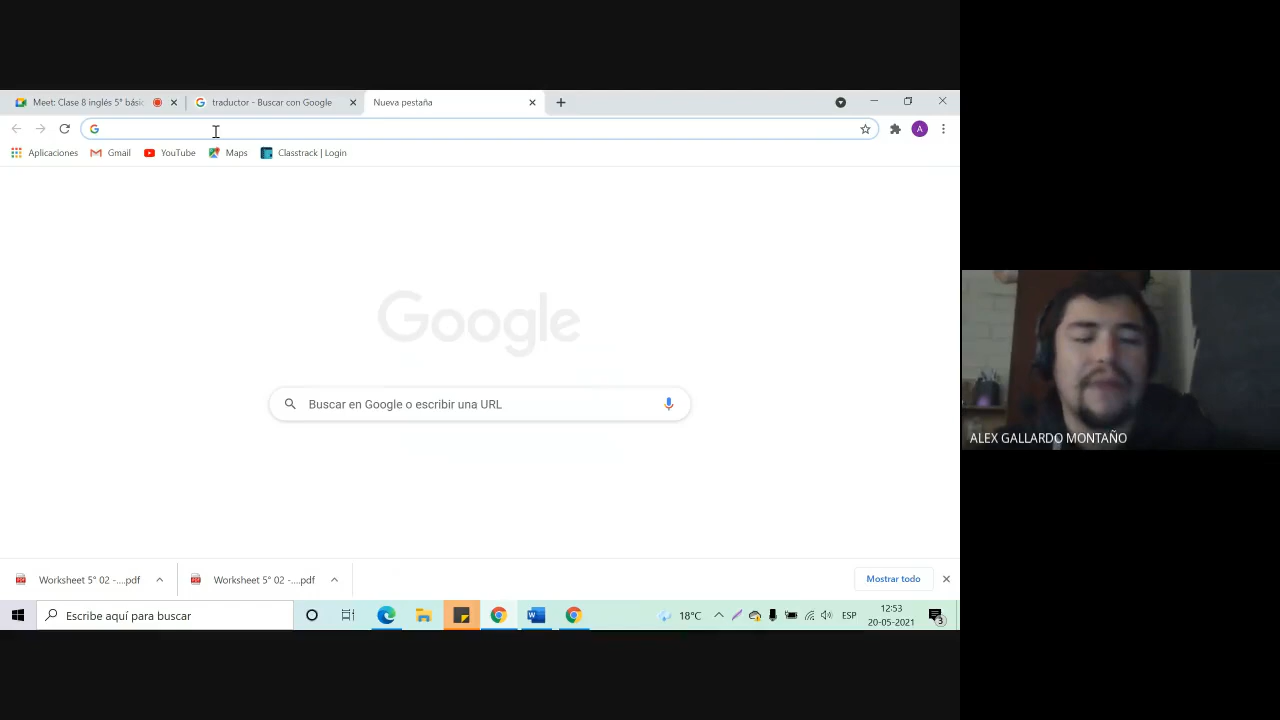 Meet: Clase 8 inglés 5° básic
traductor - Buscar con Google
Nueva pestaña
G
A
Aplicaciones
Gmail
YouTube
Maps
Classtrack | Login
Google
Buscar en Google o escribir una URL
ALEX GALLARDO MONTAÑO
Worksheet 5° 02 -....pdf
Worksheet 5° 02 -....pdf
Mostrar todo
Escribe aquí para buscar
18°C
ESP
12:53
20-05-2021
3